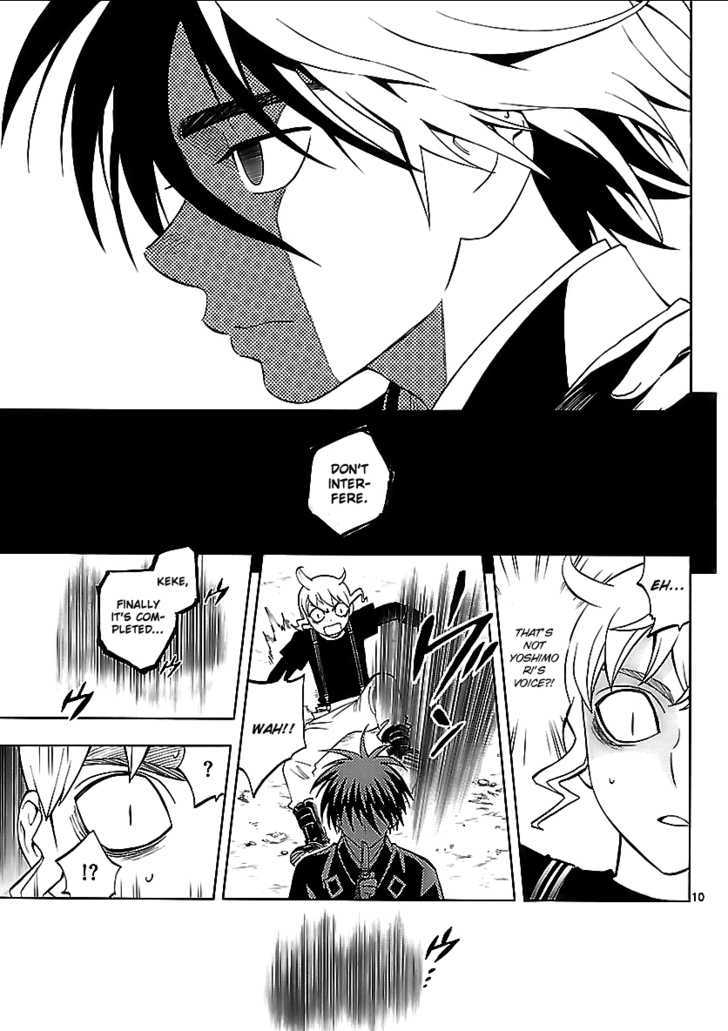 DON'T
INTER-
FERE.
EH...
THAT'S
NOT
YOSHIMO
RI'S
VOICE?!
WAH!!
KEKE,
FINALLY
IT'S COM-
PLETED...
?
!?
10